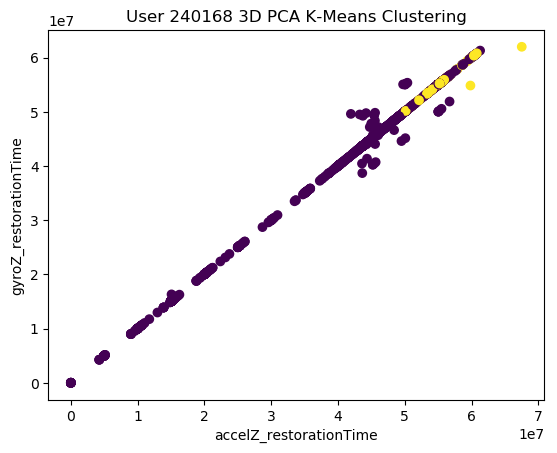 User 240168 3D PCA K-Means Clustering
1e7
6
5
4
3
2
1
0
gyroZ_restorationTime
0 1 2 3 4 5 6 7
1e7
accelZ_restorationTime